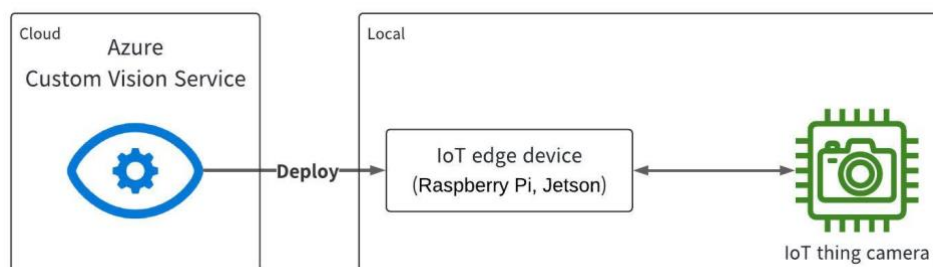 Cloud
Azure
Custom Vision Service
Deploy
Local
IoT edge device
(Raspberry Pi, Jetson)
IoT thing camera